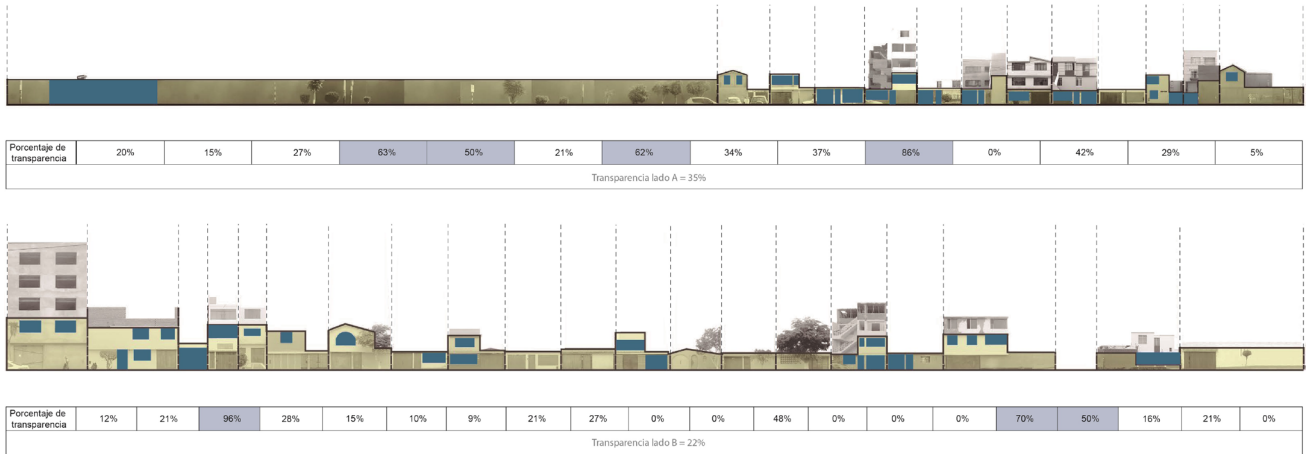 Porcentaje de
transparencia
20% 15% 27% 63% 50% 21% 62% 34% 37% 86% 0% 42% 29% 5%
Transparencia lado A = 35%
Porcentaje de
transparencia
12% 21% 96% 28% 15% 10% 9% 21% 27% 0% 0% 48% 0% 0% 0% 70% 50% 16% 21% 0%
Transparencia lado B = 22%